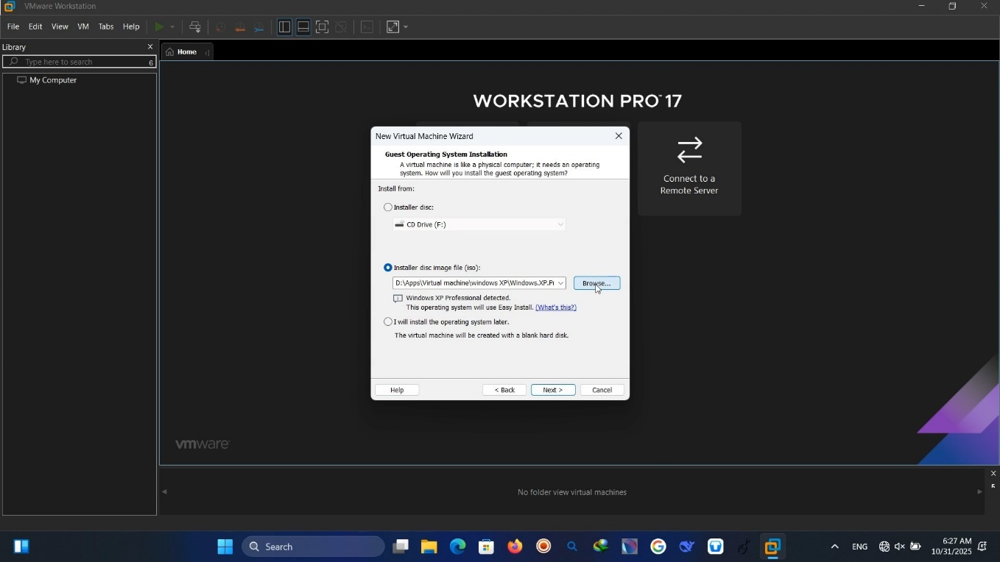 VMware Workstation
File Edit View VM Tabs Help
Library
Type here to search
My Computer
Home
WORKSTATION PRO™ 17
Connect to a
Remote Server
New Virtual Machine Wizard
Guest Operating System Installation
A virtual machine is like a physical computer; it needs an operating
system. How will you install the guest operating system?
Install from:
Installer disc:
CD Drive (F:)
Installer disc image file (iso):
D:\Apps\Virtual machine\windows XP\Windows.XP.Pr
Browse...
Windows XP Professional detected.
This operating system will use Easy Install. (What's this?)
I will install the operating system later.
The virtual machine will be created with a blank hard disk.
Help
< Back
Next >
Cancel
vmware
No folder view virtual machines
Search
ENG
6:27 AM
10/31/2025